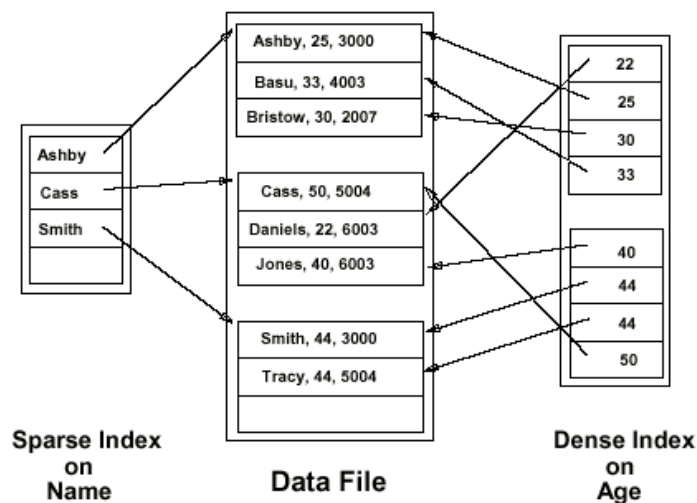 Ashby
Cass
Smith
Sparse Index
on
Name
Ashby, 25, 3000
Basu, 33, 4003
Bristow, 30, 2007
Cass, 50, 5004
Daniels, 22, 6003
Jones, 40, 6003
Smith, 44, 3000
Tracy, 44, 5004
Data File
22
25
30
33
40
44
44
50
Dense Index
on
Age